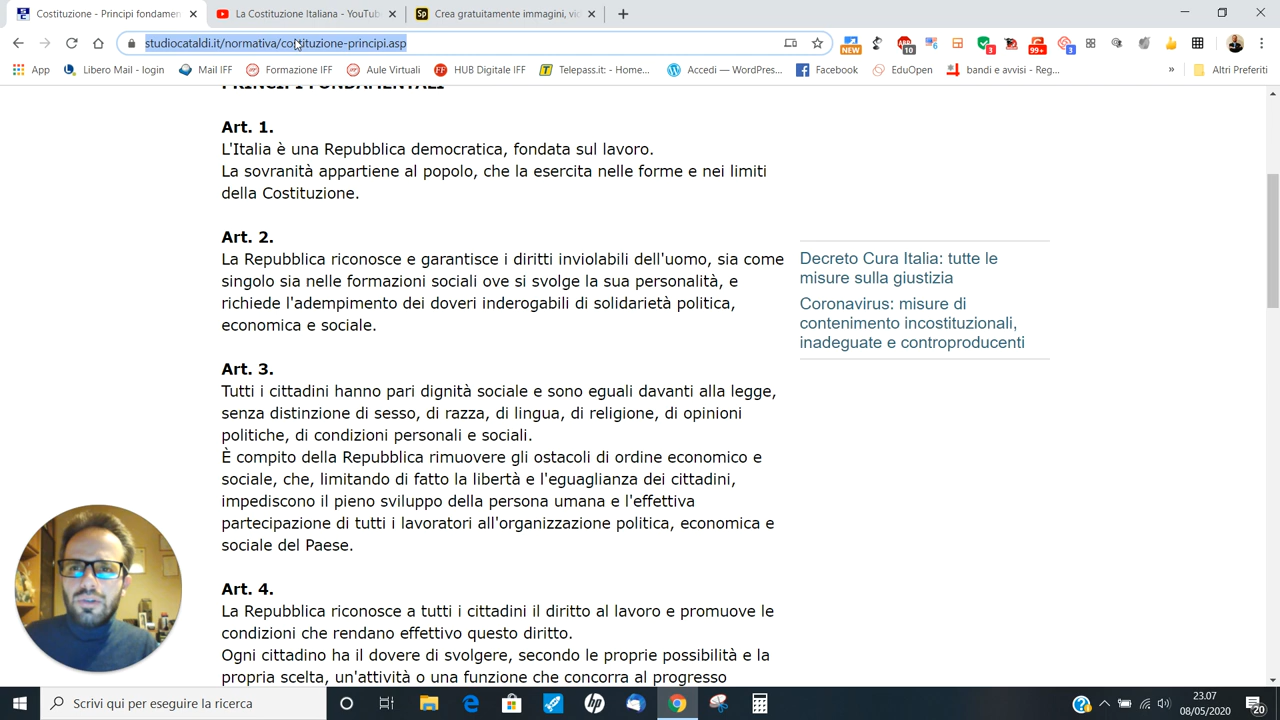 Costituzione - Principi fondamen
La Costituzione Italiana - YouTub
Crea gratuitamente immagini, vid
studiocataldi.it/normativa/costituzione-principi.asp
App
Libero Mail - login
Mail IFF
Formazione IFF
Aule Virtuali
HUB Digitale IFF
Telepass.it: - Home...
Accedi — WordPres...
Facebook
EduOpen
bandi e avvisi - Reg...
»
Altri Preferiti
PRINCIPI FONDAMENTALI
Art. 1.
L'Italia è una Repubblica democratica, fondata sul lavoro.
La sovranità appartiene al popolo, che la esercita nelle forme e nei limiti
della Costituzione.
Art. 2.
La Repubblica riconosce e garantisce i diritti inviolabili dell'uomo, sia come
singolo sia nelle formazioni sociali ove si svolge la sua personalità, e
richiede l'adempimento dei doveri inderogabili di solidarietà politica,
economica e sociale.
Decreto Cura Italia: tutte le
misure sulla giustizia
Coronavirus: misure di
contenimento incostituzionali,
inadeguate e controproducenti
Art. 3.
Tutti i cittadini hanno pari dignità sociale e sono eguali davanti alla legge,
senza distinzione di sesso, di razza, di lingua, di religione, di opinioni
politiche, di condizioni personali e sociali.
È compito della Repubblica rimuovere gli ostacoli di ordine economico e
sociale, che, limitando di fatto la libertà e l'eguaglianza dei cittadini,
impediscono il pieno sviluppo della persona umana e l'effettiva
partecipazione di tutti i lavoratori all'organizzazione politica, economica e
sociale del Paese.
Art. 4.
La Repubblica riconosce a tutti i cittadini il diritto al lavoro e promuove le
condizioni che rendano effettivo questo diritto.
Ogni cittadino ha il dovere di svolgere, secondo le proprie possibilità e la
propria scelta, un'attività o una funzione che concorra al progresso
Scrivi qui per eseguire la ricerca
23.07
08/05/2020
20